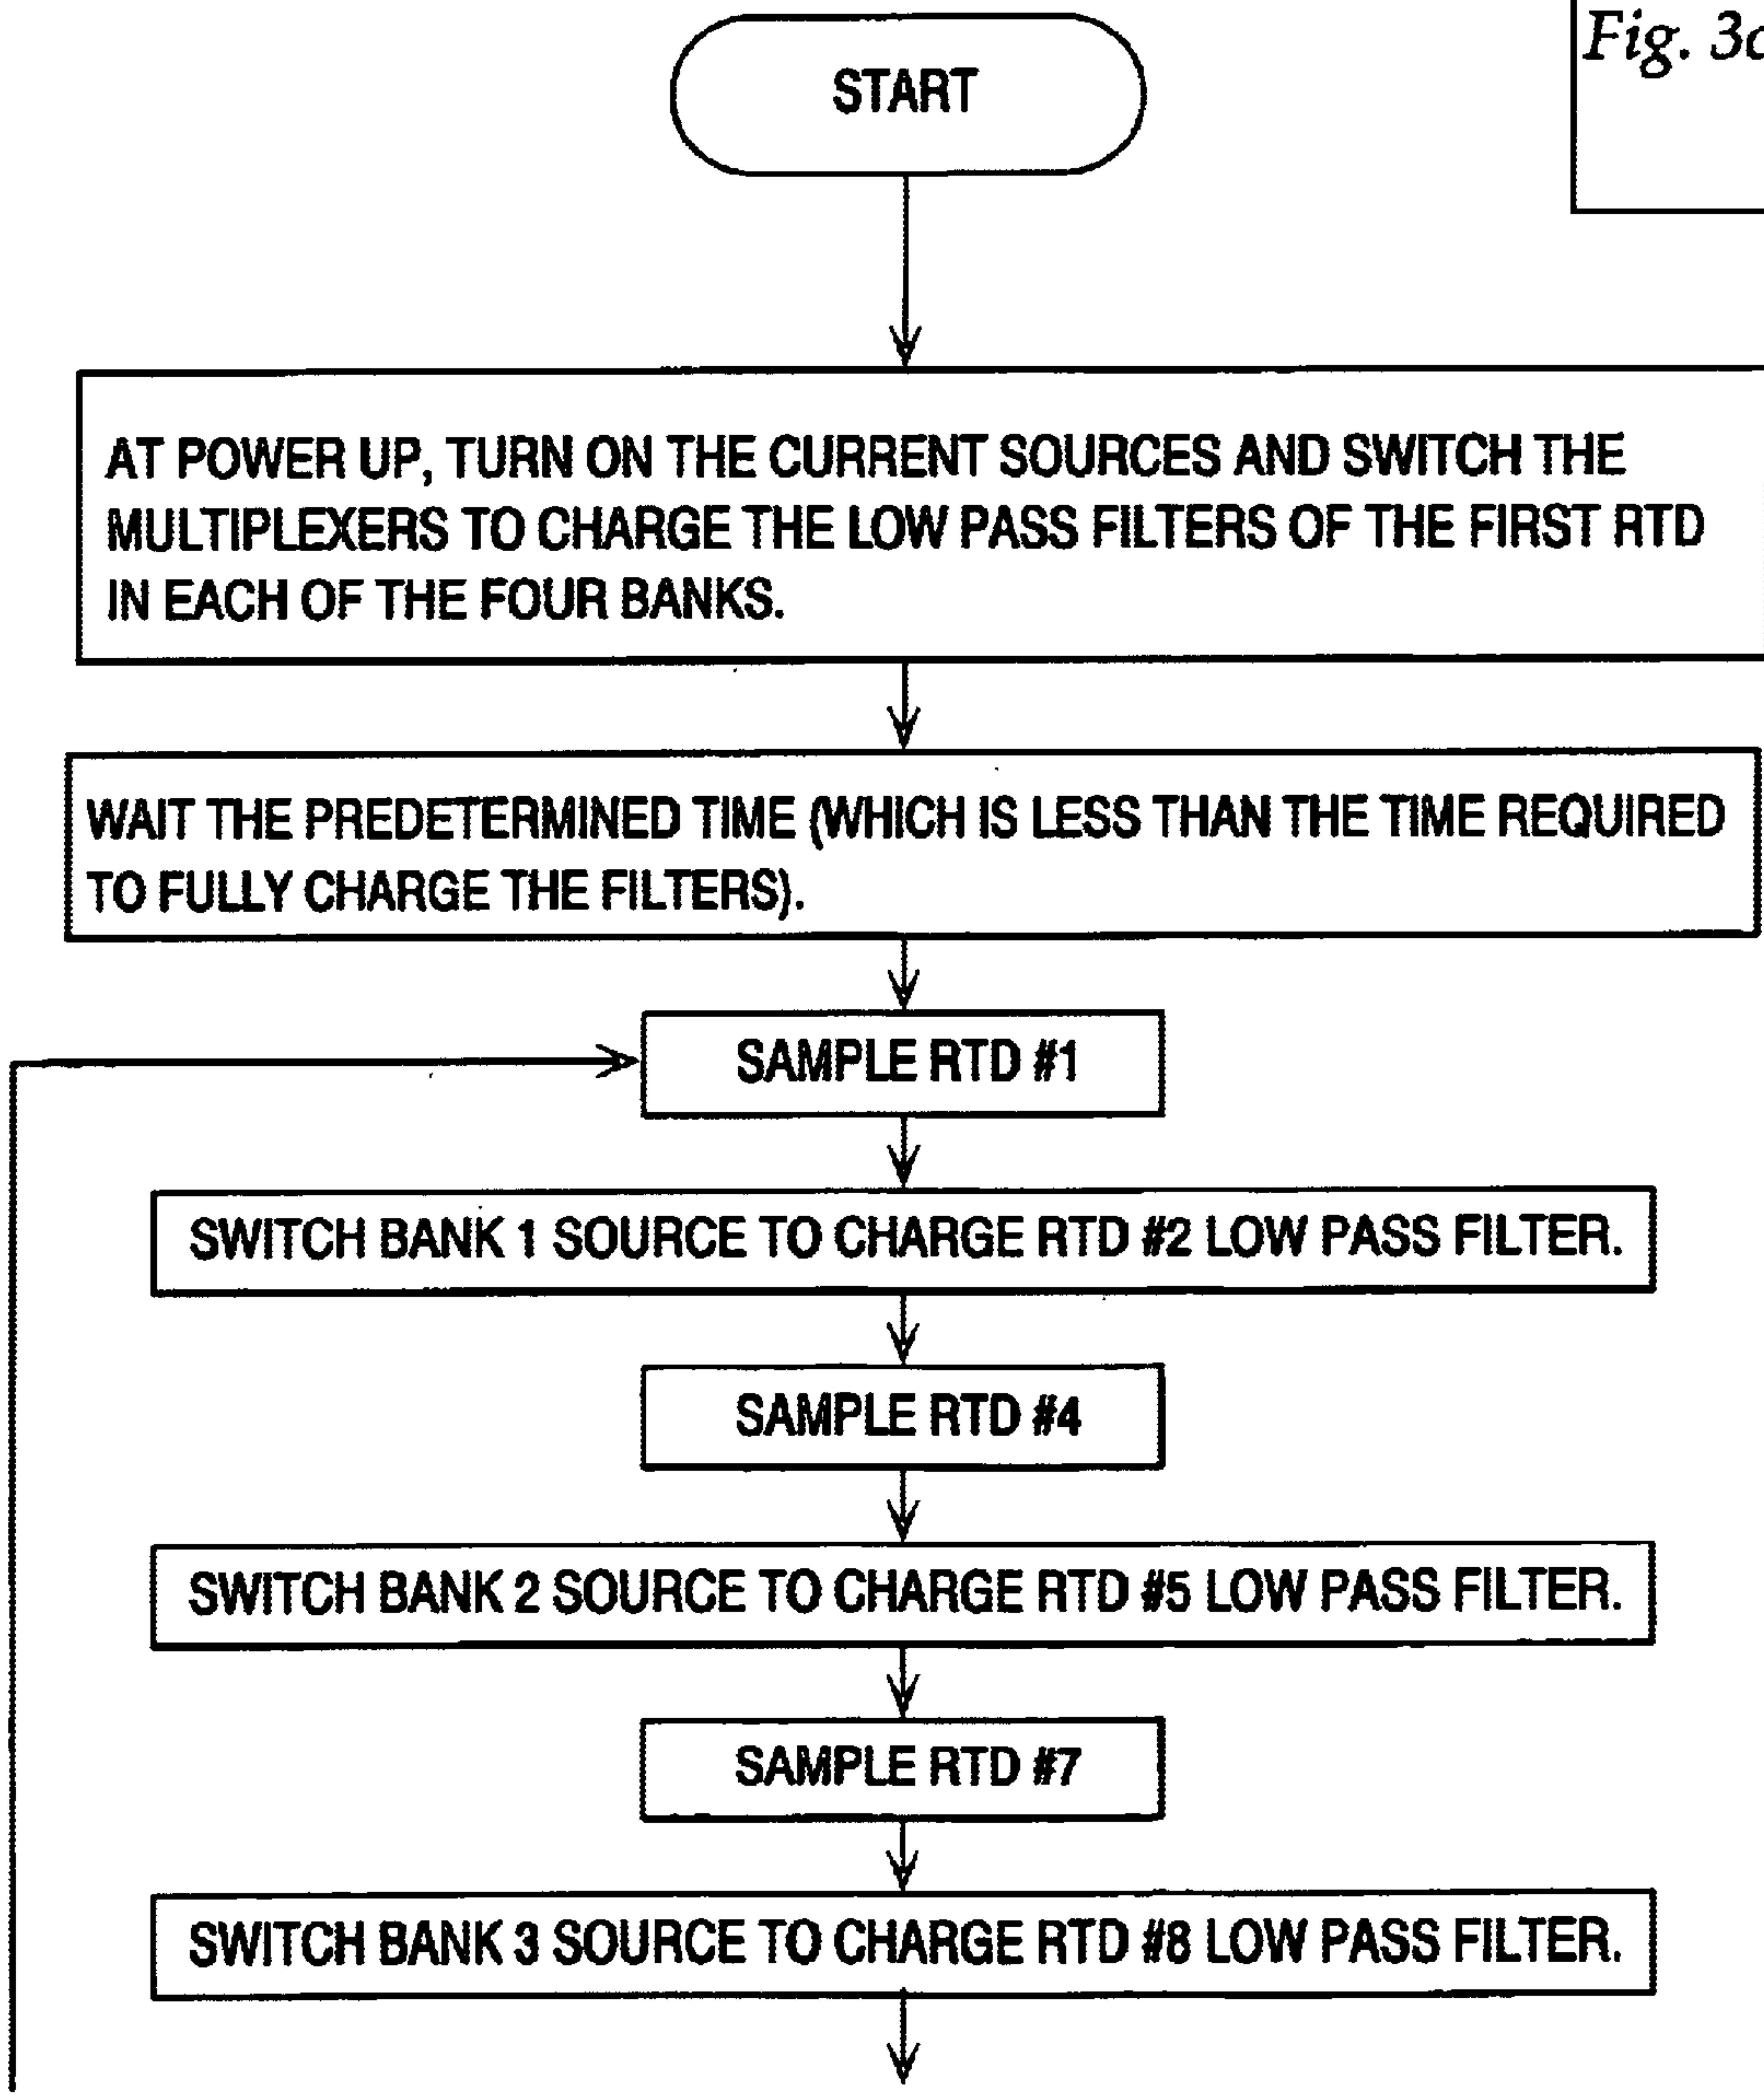 Fig. 3a
START
AT POWER UP, TURN ON THE CURRENT SOURCES AND SWITCH THE
MULTIPLEXERS TO CHARGE THE LOW PASS FILTERS OF THE FIRST RTD
IN EACH OF THE FOUR BANKS.
WAIT THE PREDETERMINED TIME (WHICH IS LESS THAN THE TIME REQUIRED
TO FULLY CHARGE THE FILTERS).
SAMPLE RTD #1
SWITCH BANK 1 SOURCE TO CHARGE RTD #2 LOW PASS FILTER.
SAMPLE RTD #4
SWITCH BANK 2 SOURCE TO CHARGE RTD #5 LOW PASS FILTER.
SAMPLE RTD #7
SWITCH BANK 3 SOURCE TO CHARGE RTD #8 LOW PASS FILTER.